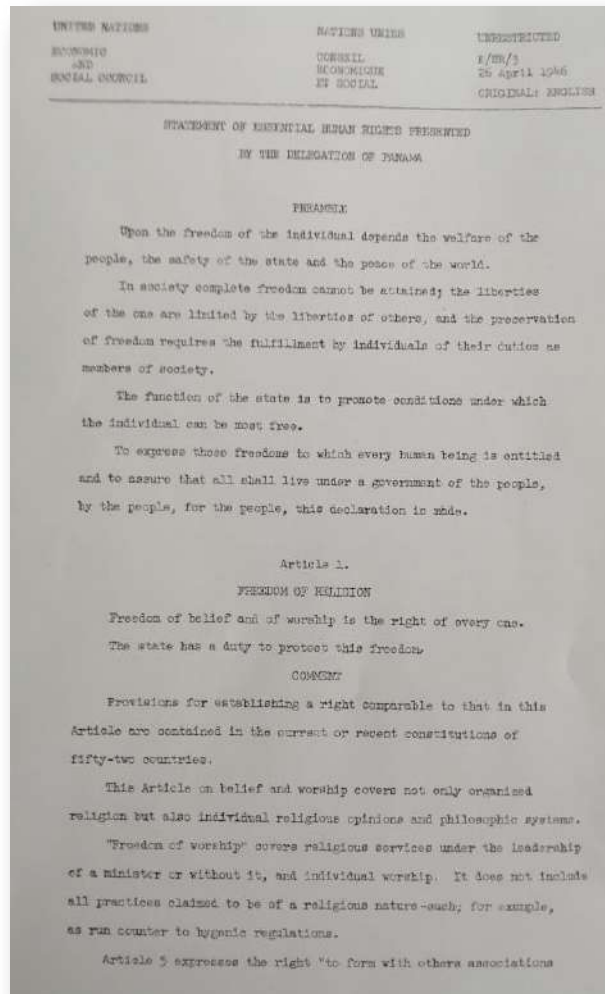 UNITED NATIONS
NATIONS UNIES
UNRESTRICTED
ECONOMIC
AND
SOCIAL COUNCIL
CONSEIL
ECONOMIQUE
ET SOCIAL
E/HR/3
26 April 1946
ORIGINAL: ENGLISH
STATEMENT OF ESSENTIAL HUMAN RIGHTS PRESENTED
BY THE DELEGATION OF PANAMA
PREAMBLE
Upon the freedom of the individual depends the welfare of the
people, the safety of the state and the peace of the world.
In society complete freedom cannot be attained; the liberties
of the one are limited by the liberties of others, and the preservation
of freedom requires the fulfillment by individuals of their duties as
members of society.
The function of the state is to promote conditions under which
the individual can be most free.
To express those freedoms to which every human being is entitled
and to assure that all shall live under a government of the people,
by the people, for the people, this declaration is made.
Article 1.
FREEDOM OF RELIGION
Freedom of belief and of worship is the right of every one.
The state has a duty to protect this freedom.
COMMENT
Provisions for establishing a right comparable to that in this
Article are contained in the current or recent constitutions of
fifty-two countries.
This Article on belief and worship covers not only organized
religion but also individual religious opinions and philosophic systems.
"Freedom of worship" covers religious services under the leadership
of a minister or without it, and individual worship. It does not include
all practices claimed to be of a religious nature-such; for example,
as run counter to hygenic regulations.
Article 5 expresses the right "to form with others associations